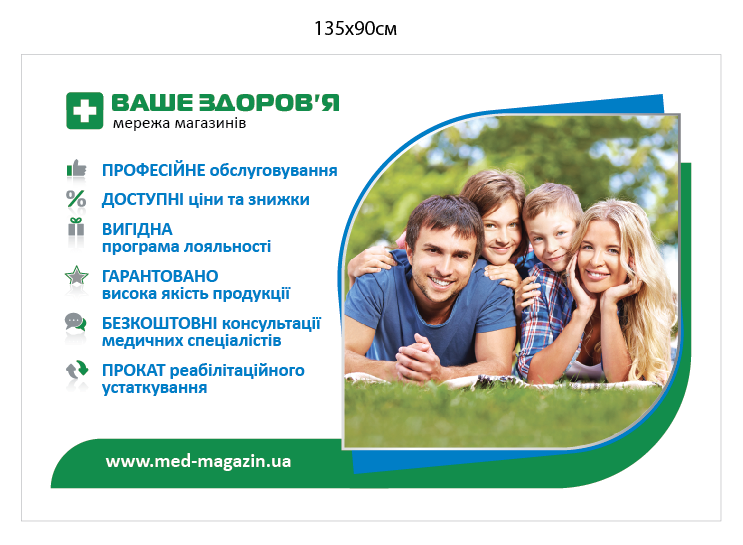 135x90см
ВАШЕ ЗДОРОВ'Я
мережа магазинів
ПРОФЕСІЙНЕ обслуговування
ДОСТУПНІ ціни та знижки
ВИГІДНА
програма лояльності
ГАРАНТОВАНО
висока якість продукції
БЕЗКОШТОВНІ консультації
медичних спеціалістів
ПРОКАТ реабілітаційного
устаткування
www.med-magazin.ua